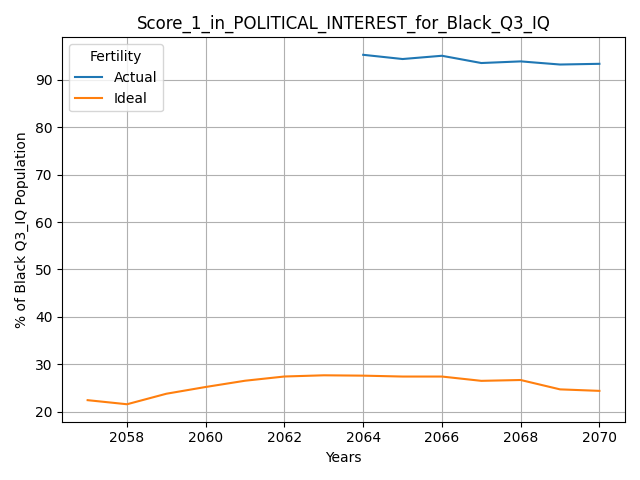 Score_1_in_POLITICAL_INTEREST_for_Black_Q3_IQ
Fertility
Actual
Ideal
% of Black Q3_IQ Population
90
80
70
60
50
40
30
20
2058 2060 2062 2064 2066 2068 2070
Years